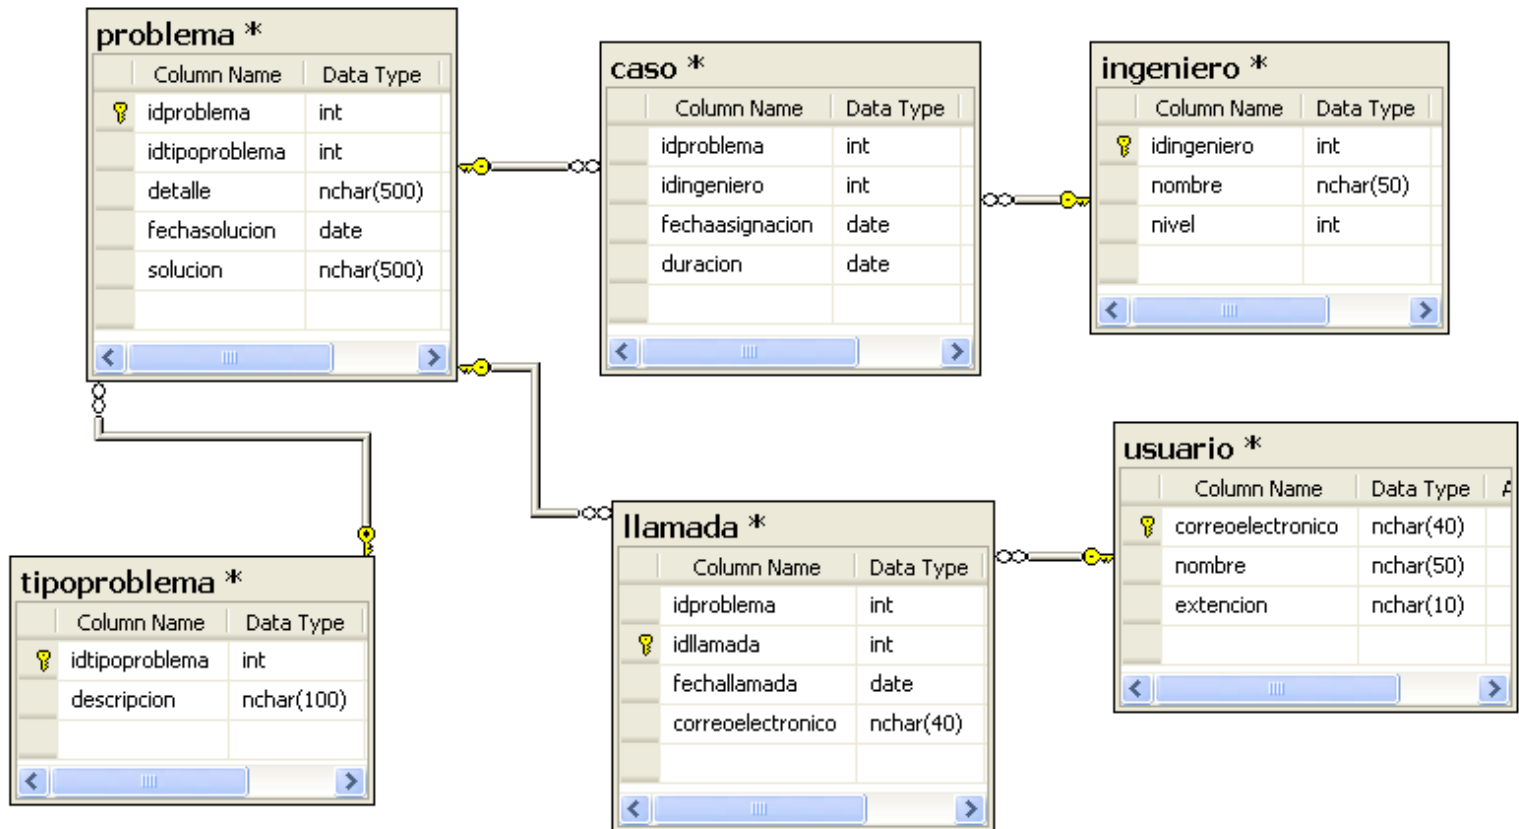 problema *
Column Name Data Type
idproblema int
idtipoproblema int
detalle nchar(500)
fechasolucion date
solucion nchar(500)
caso *
Column Name Data Type
idproblema int
idingeniero int
fechaasignacion date
duracion date
ingeniero *
Column Name Data Type
idingeniero int
nombre nchar(50)
nivel int
tipoproblema *
Column Name Data Type
idtipoproblema int
descripcion nchar(100)
llamada *
Column Name Data Type
idproblema int
idllamada int
fechallamada date
correoelectronico nchar(40)
usuario *
Column Name Data Type
correoelectronico nchar(40)
nombre nchar(50)
extencion nchar(10)